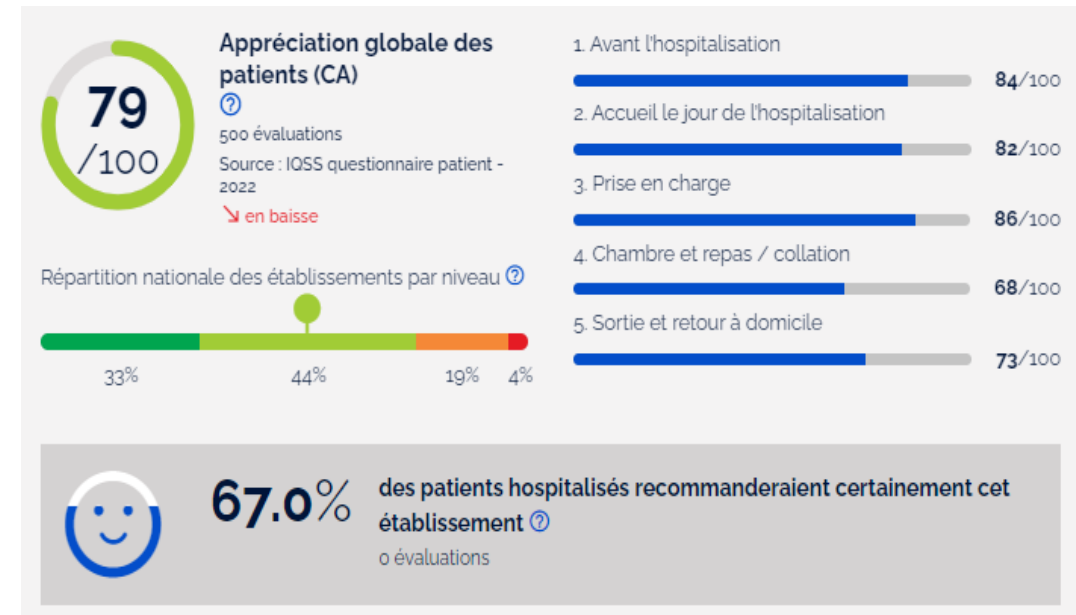 79
/100
Appréciation globale des
patients (CA)
?
500 évaluations
Source : IQSS questionnaire patient -
2022
↘ en baisse
Répartition nationale des établissements par niveau ?
33%
44%
19%
4%
1. Avant l'hospitalisation
84/100
2. Accueil le jour de l'hospitalisation
82/100
3. Prise en charge
86/100
4. Chambre et repas / collation
68/100
5. Sortie et retour à domicile
73/100
67.0%
des patients hospitalisés recommanderaient certainement cet
établissement ?
0 évaluations